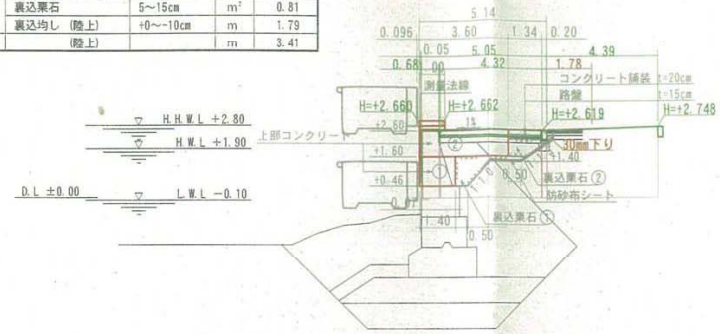 裏込栗石 5～15cm m² 0.81
裏込均し (陸上) +0～-10cm m 1.79
(陸上) m 3.41
5.14
0.096 3.60 1.34 0.20
0.05 5.05 4.39
0.68 .00 4.32 1.78
測量法線
コンクリート舗装 t=20cm
路盤 t=15cm
H=+2.660 H=+2.662 H=+2.619 H=+2.748
H.H.W.L +2.80
+2.60 1%
30mm下り
H.W.L +1.90
上部コンクリート
②
+1.60 +1.40
裏込栗石②
0.50
+0.46
①
防砂布シート
D.L ±0.00
L.W.L -0.10
裏込栗石①
1.40
0.50